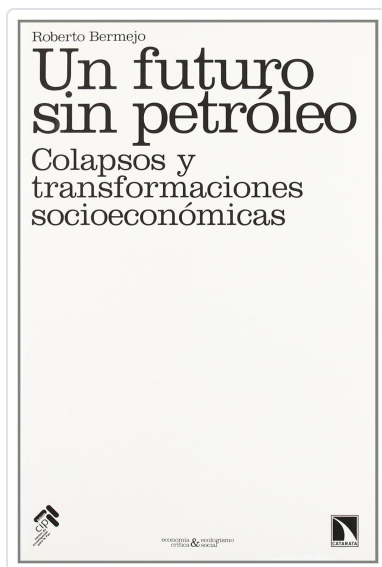 Roberto Bermejo
Un futuro
sin petróleo
Colapsos y
transformaciones
socioeconómicas
economía & ecologismo
crítica social
CATARATA